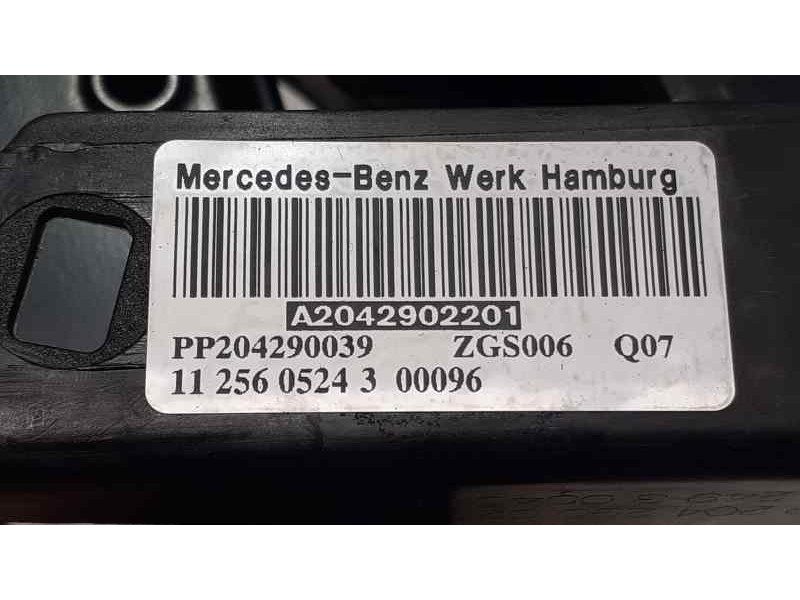 Mercedes-Benz Werk Hamburg
A2042902201
PP204290039 ZGS006 Q07
11 256 0524 3 00096